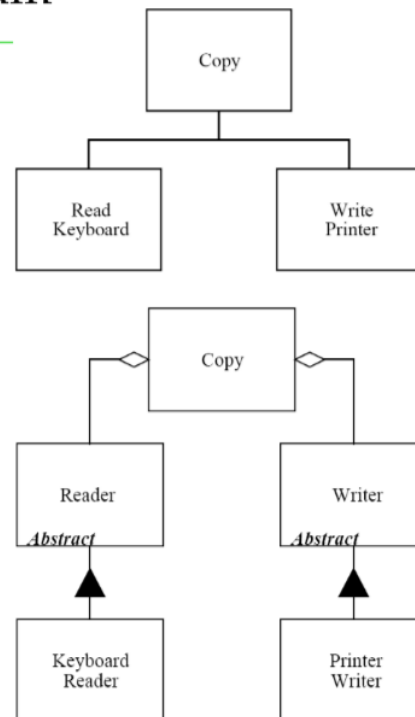 Copy
Read
Keyboard
Write
Printer
Copy
Reader
Abstract
Writer
Abstract
Keyboard
Reader
Printer
Writer